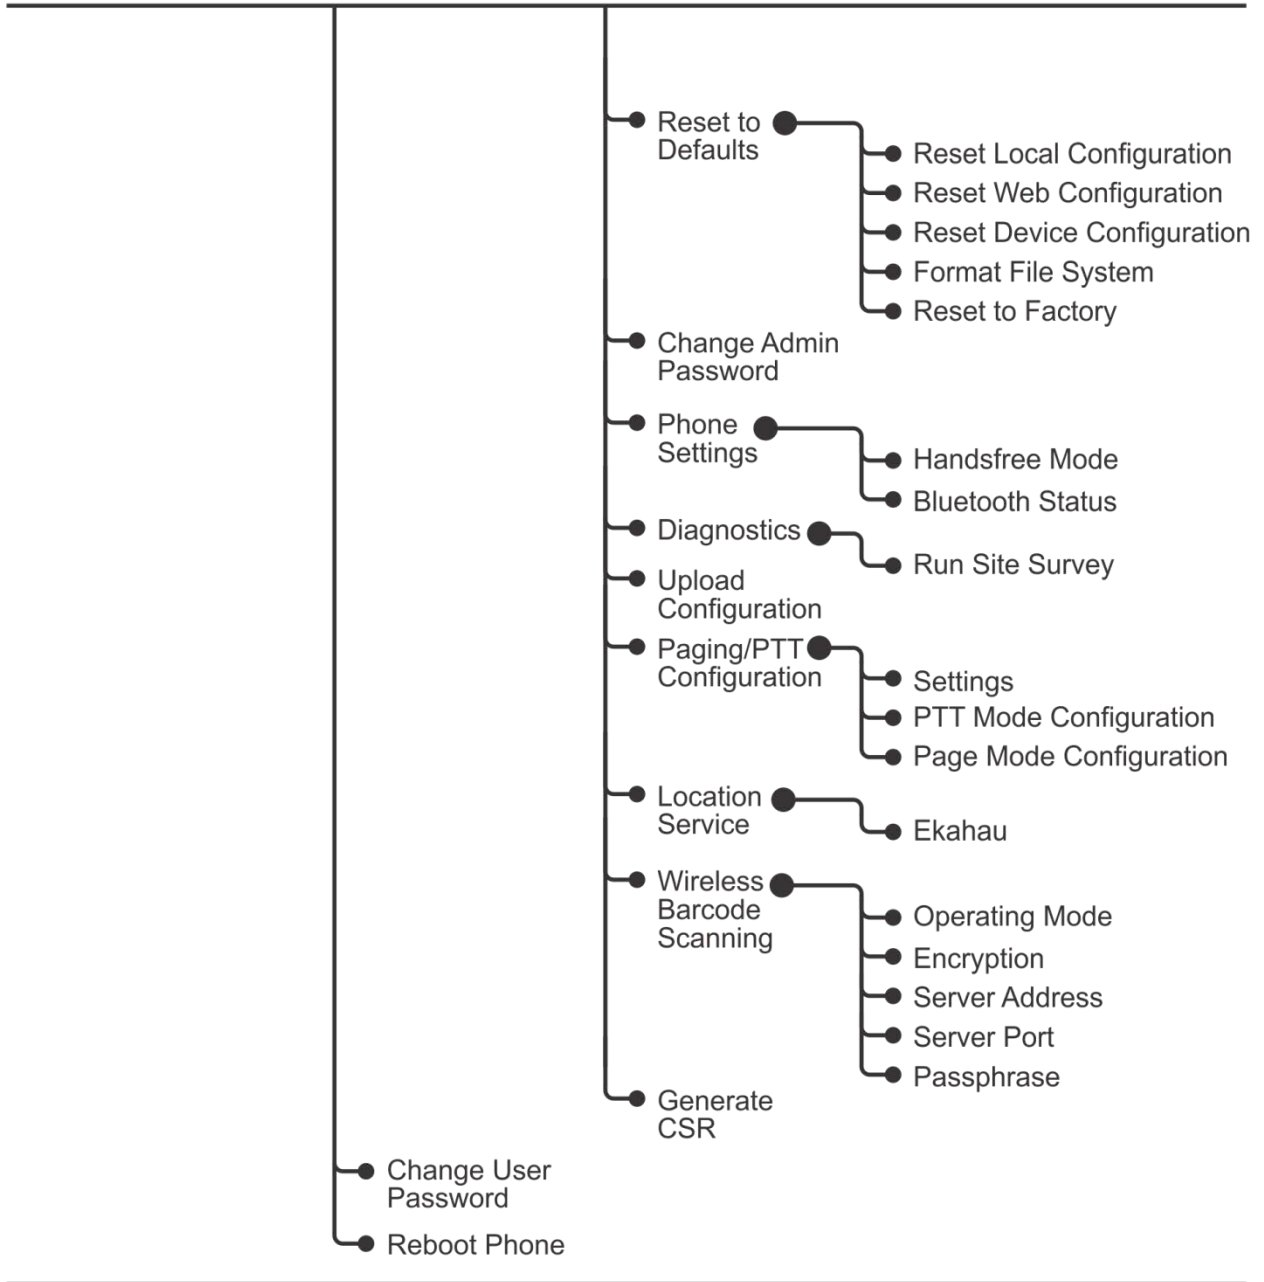 Reset to
Defaults
Reset Local Configuration
Reset Web Configuration
Reset Device Configuration
Format File System
Reset to Factory
Change Admin
Password
Phone
Settings
Handsfree Mode
Bluetooth Status
Diagnostics
Run Site Survey
Upload
Configuration
Paging/PTT
Configuration
Settings
PTT Mode Configuration
Page Mode Configuration
Location
Service
Ekahau
Wireless
Barcode
Scanning
Operating Mode
Encryption
Server Address
Server Port
Passphrase
Generate
CSR
Change User
Password
Reboot Phone